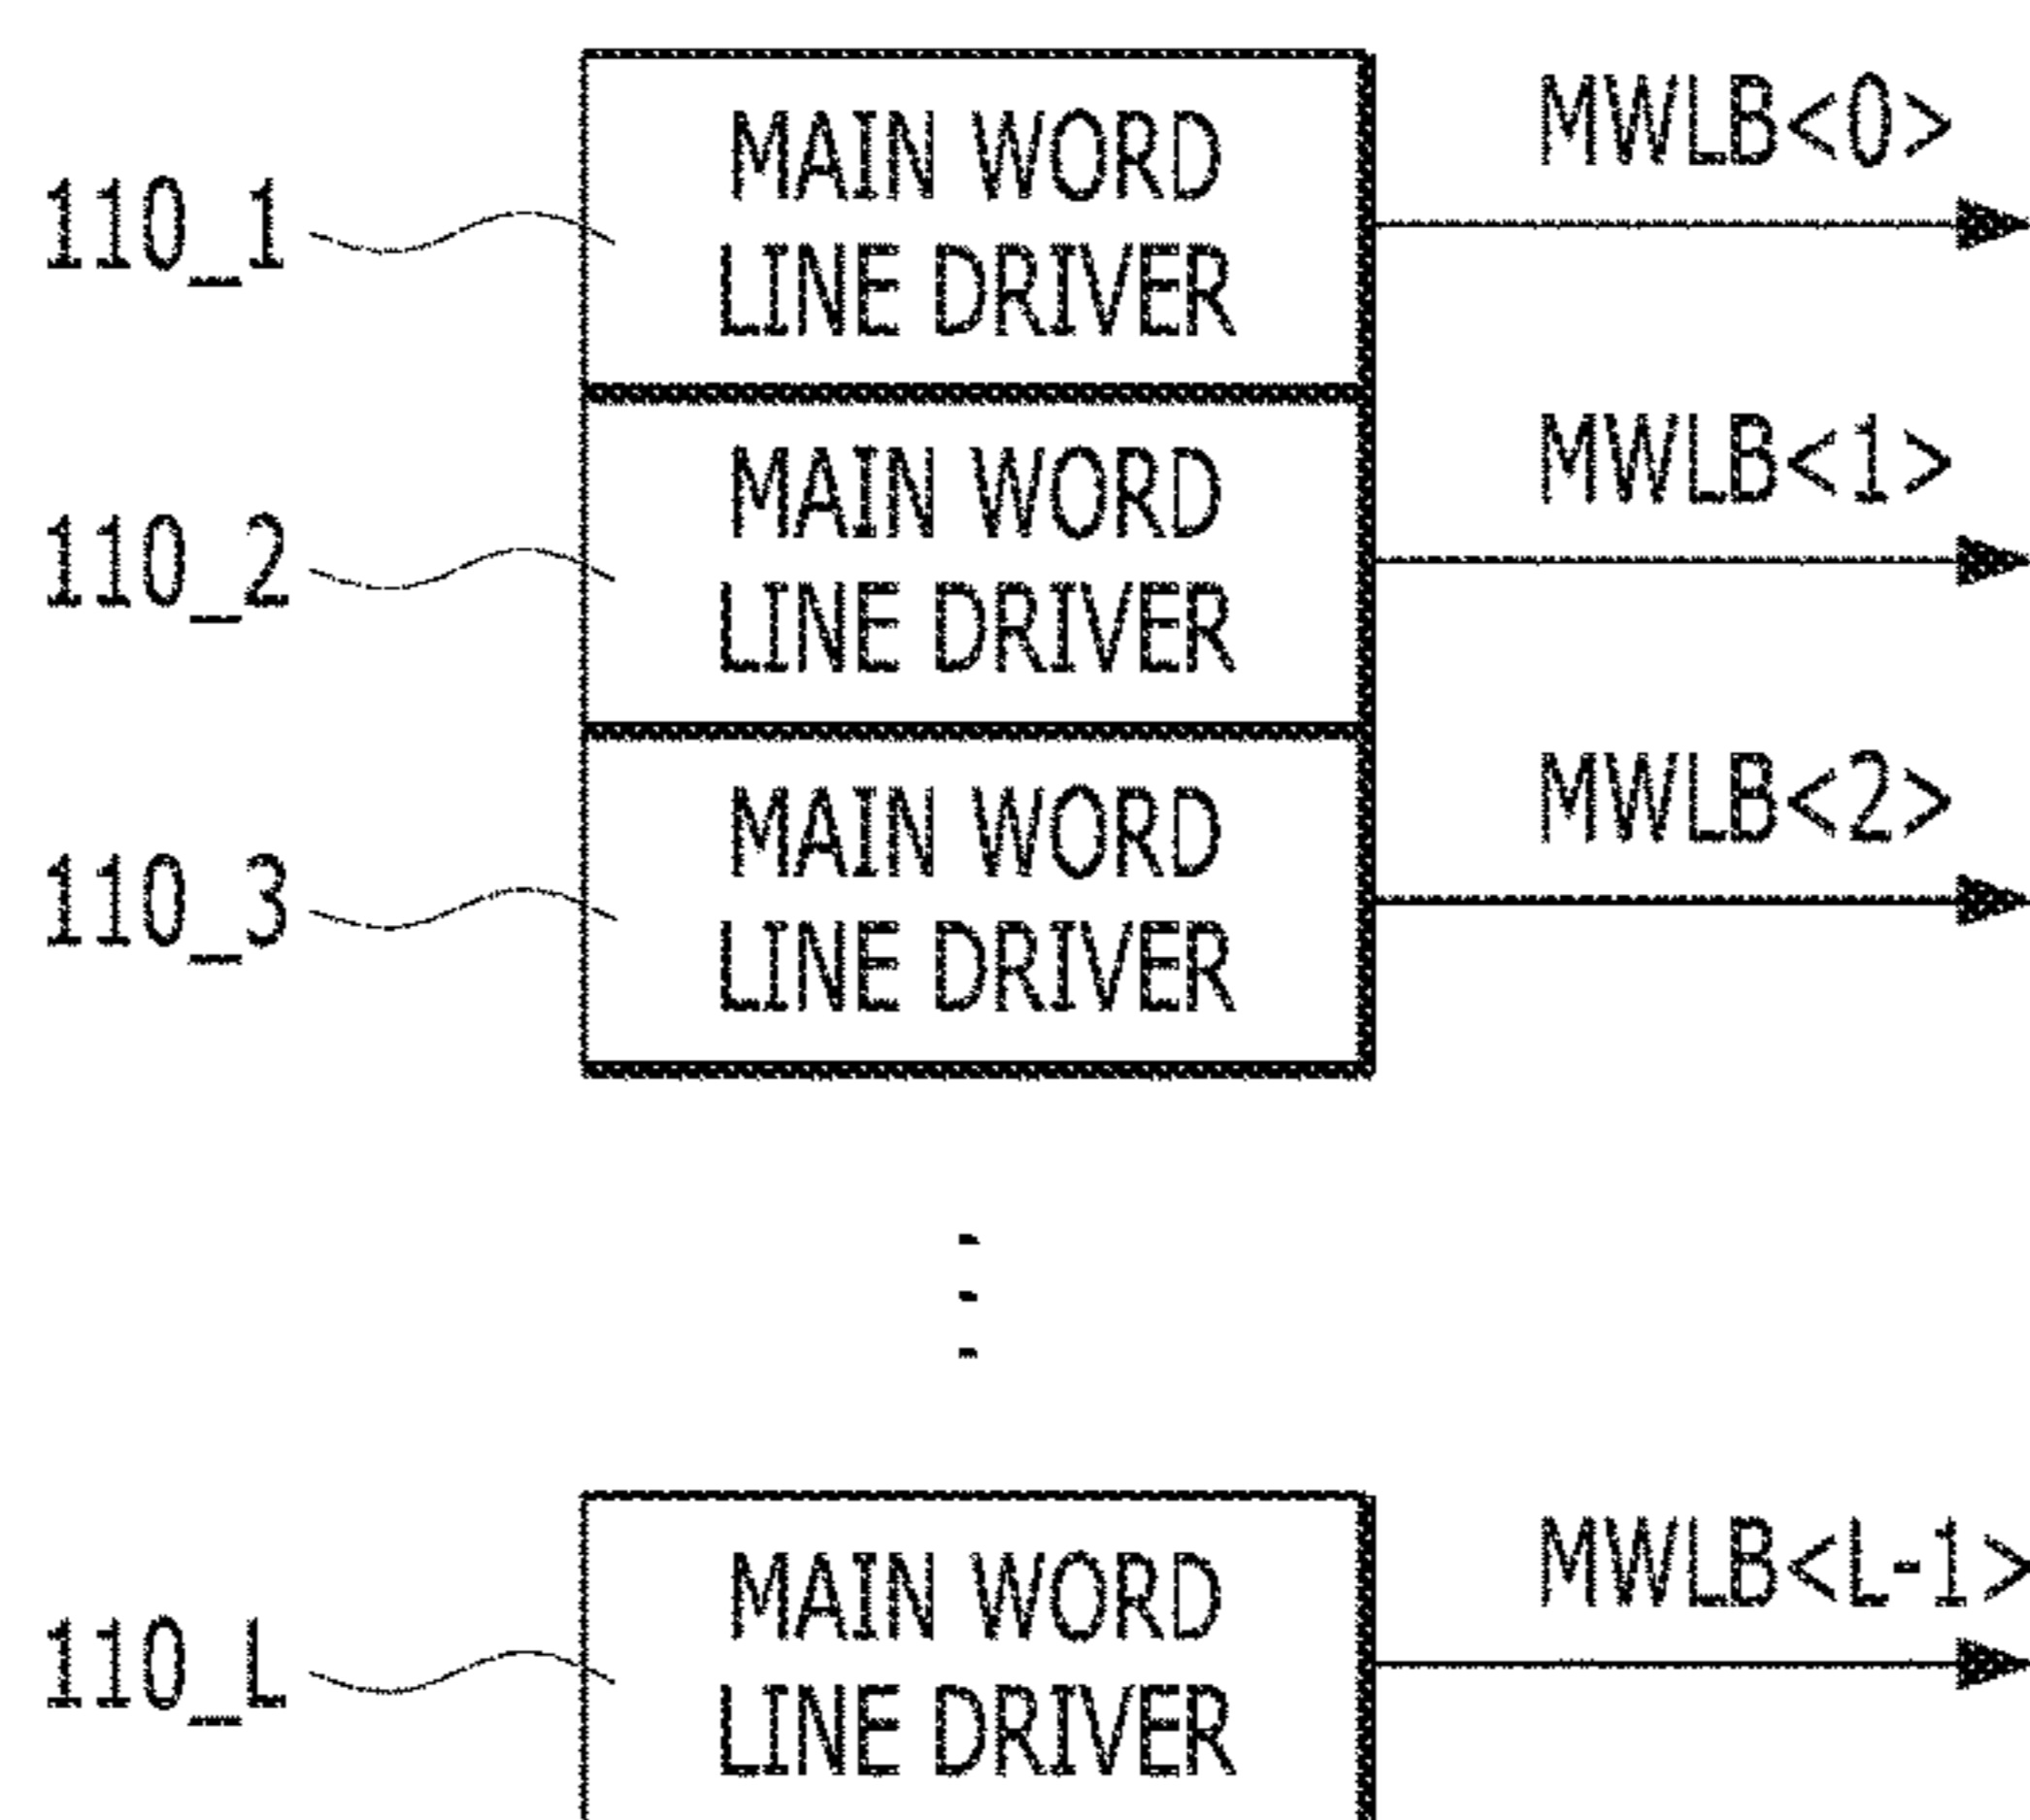 MAIN WORD
LINE DRIVER
110_1
MWLB<0>
MAIN WORD
LINE DRIVER
110_2
MWLB<1>
MAIN WORD
LINE DRIVER
110_3
MWLB<2>
MAIN WORD
LINE DRIVER
110_L
MWLB<L-1>